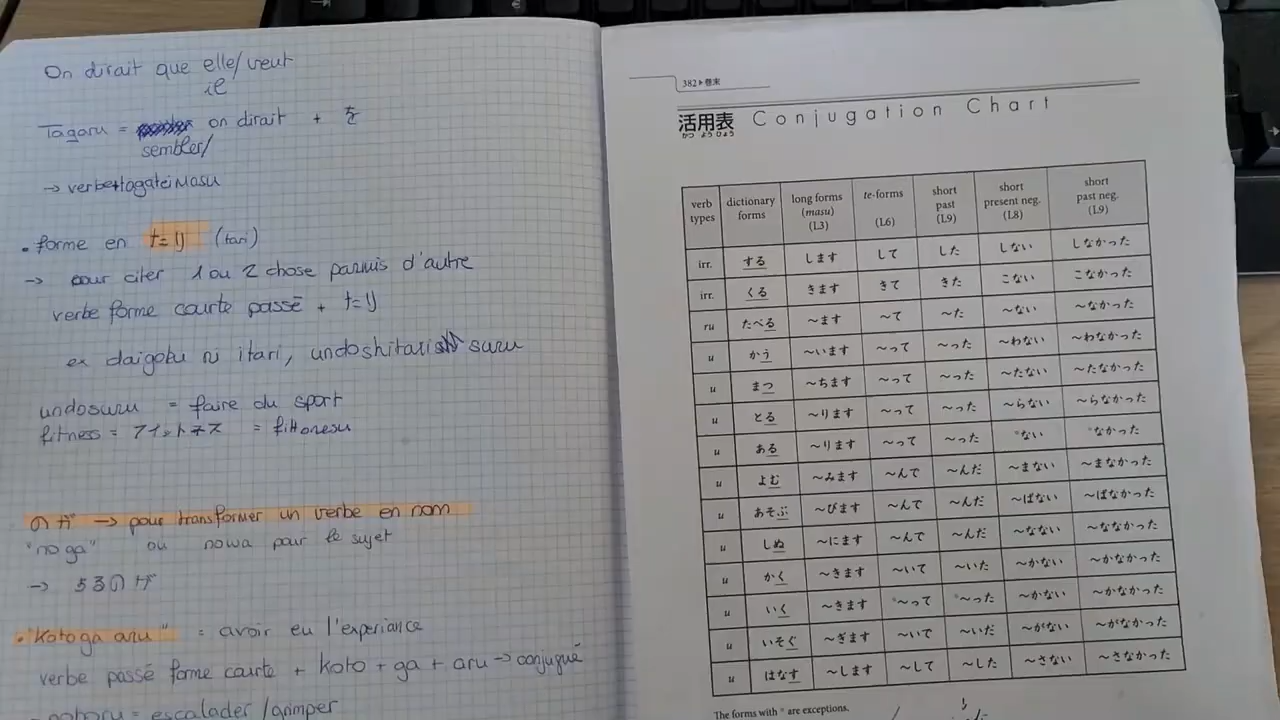 On dirait que elle/veut
il
Tagaru = on dirait + を
sembler/
→ verbe+tagateimasu
• forme en たり (tari)
→ pour citer 1 ou 2 chose parmis d'autre
verbe forme courte passé + たり
ex daigaku ni itari, undoshitari suru
undosuru = faire du sport
fitness = フィットネス = fittonesu
のが → pour transformer un verbe en nom
"no ga" ou nowa pour le sujet
→ するのが
• "Koto ga aru" = avoir eu l'experiance
verbe passé forme courte + koto + ga + aru → conjugué
noboru = escalader/grimper
382▶巻末
活用表 Conjugation Chart
かつようひょう
verb types dictionary forms long forms (masu) (L3) te-forms (L6) short past (L9) short present neg. (L8) short past neg. (L9)
irr. する します して した しない しなかった
irr. くる きます きて きた こない こなかった
ru たべる ～ます ～て ～た ～ない ～なかった
u かう ～います ～って ～った ～わない ～わなかった
u まつ ～ちます ～って ～った ～たない ～たなかった
u とる ～ります ～って ～った ～らない ～らなかった
u ある ～ります ～って ～った *ない *なかった
u よむ ～みます ～んで ～んだ ～まない ～まなかった
u あそぶ ～びます ～んで ～んだ ～ばない ～ばなかった
u しぬ ～にます ～んで ～んだ ～なない ～ななかった
u かく ～きます ～いて ～いた ～かない ～かなかった
u いく ～きます *～って *～った ～かない ～かなかった
u いそぐ ～ぎます ～いで ～いだ ～がない ～がなかった
u はなす ～します ～して ～した ～さない ～さなかった
The forms with * are exceptions.